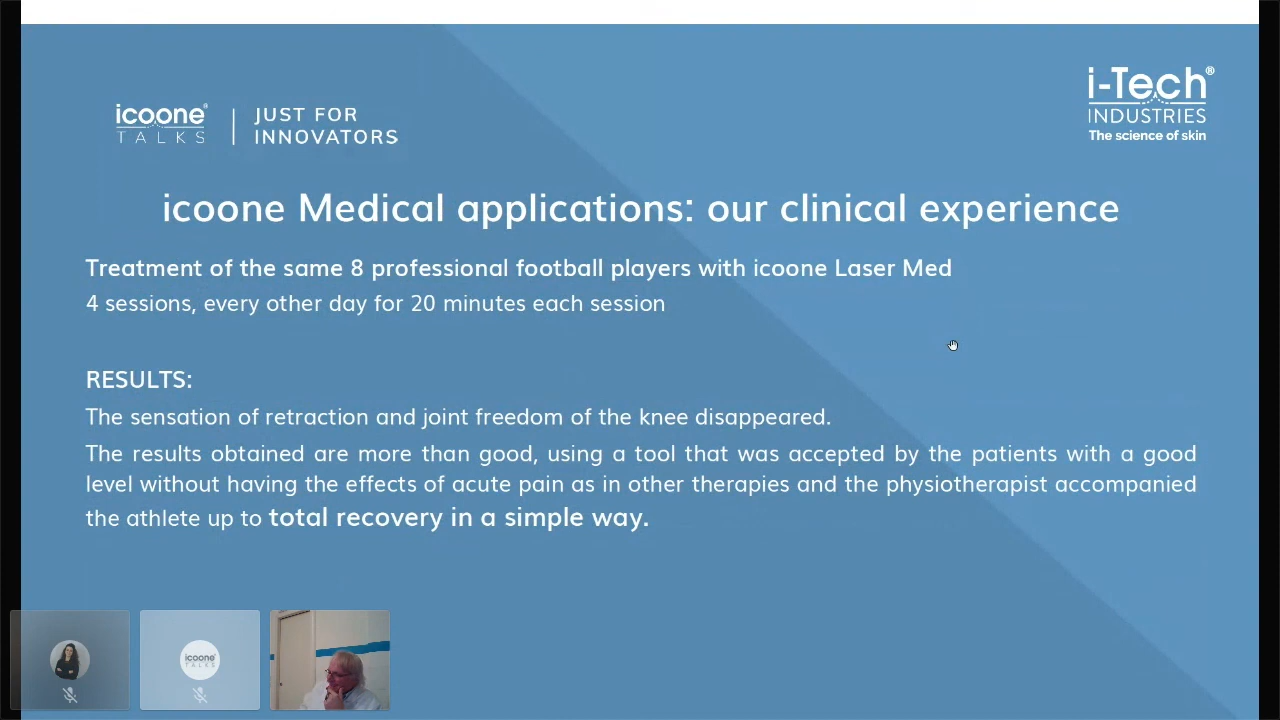 icoone®
TALKS
JUST FOR
INNOVATORS
i-Tech®
INDUSTRIES
The science of skin
icoone Medical applications: our clinical experience
Treatment of the same 8 professional football players with icoone Laser Med
4 sessions, every other day for 20 minutes each session
RESULTS:
The sensation of retraction and joint freedom of the knee disappeared.
The results obtained are more than good, using a tool that was accepted by the patients with a good
level without having the effects of acute pain as in other therapies and the physiotherapist accompanied
the athlete up to total recovery in a simple way.
icoone
TALKS